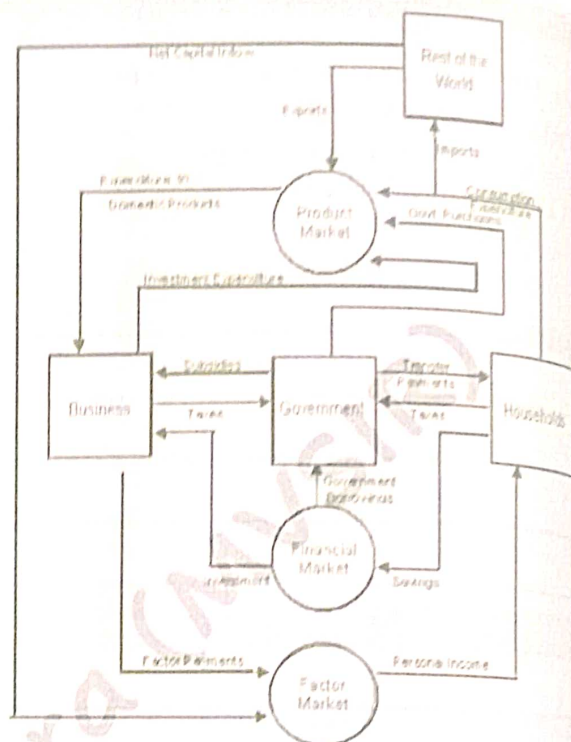 Net Capital Inflow
Rest of the
World
Exports
Imports
Expenditure in
Domestic Products
Product
Market
Consumption
Expenditure
Govt. Purchases
Investment Expenditure
Subsidies
Transfer
Payments
Business
Government
Households
Taxes
Taxes
Government
Borrowings
Financial
Market
Investment
Savings
Factor Payments
Personal Income
Factor
Market